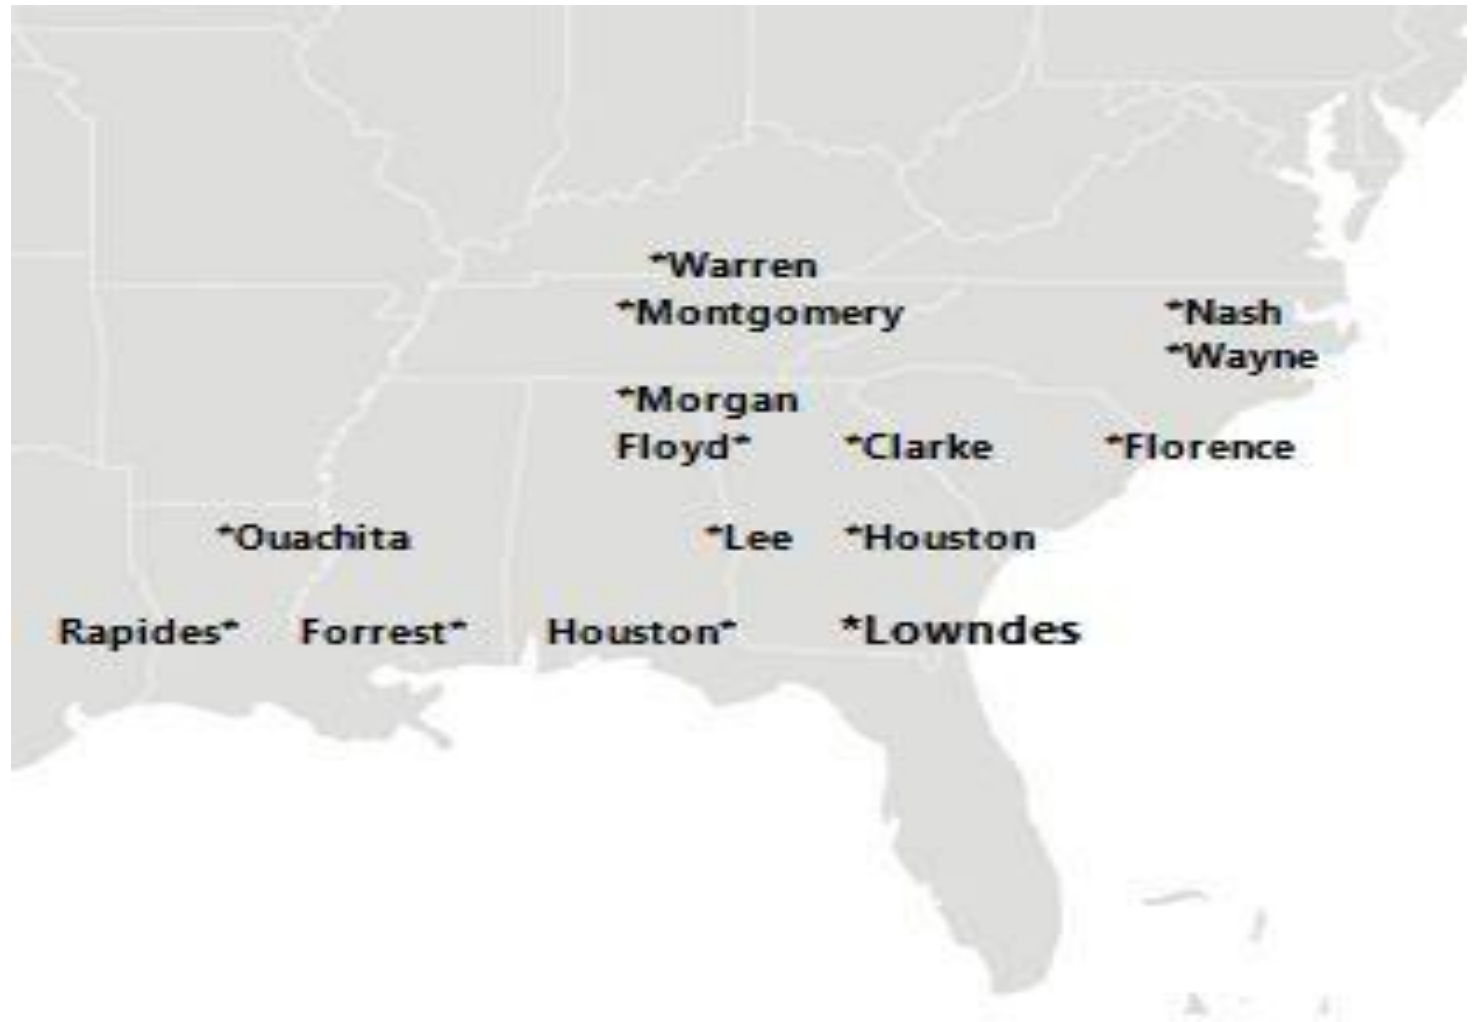 *Warren
*Montgomery *Nash
*Wayne
*Morgan
Floyd* *Clarke *Florence
*Ouachita *Lee *Houston
Rapides* Forrest* Houston* *Lowndes